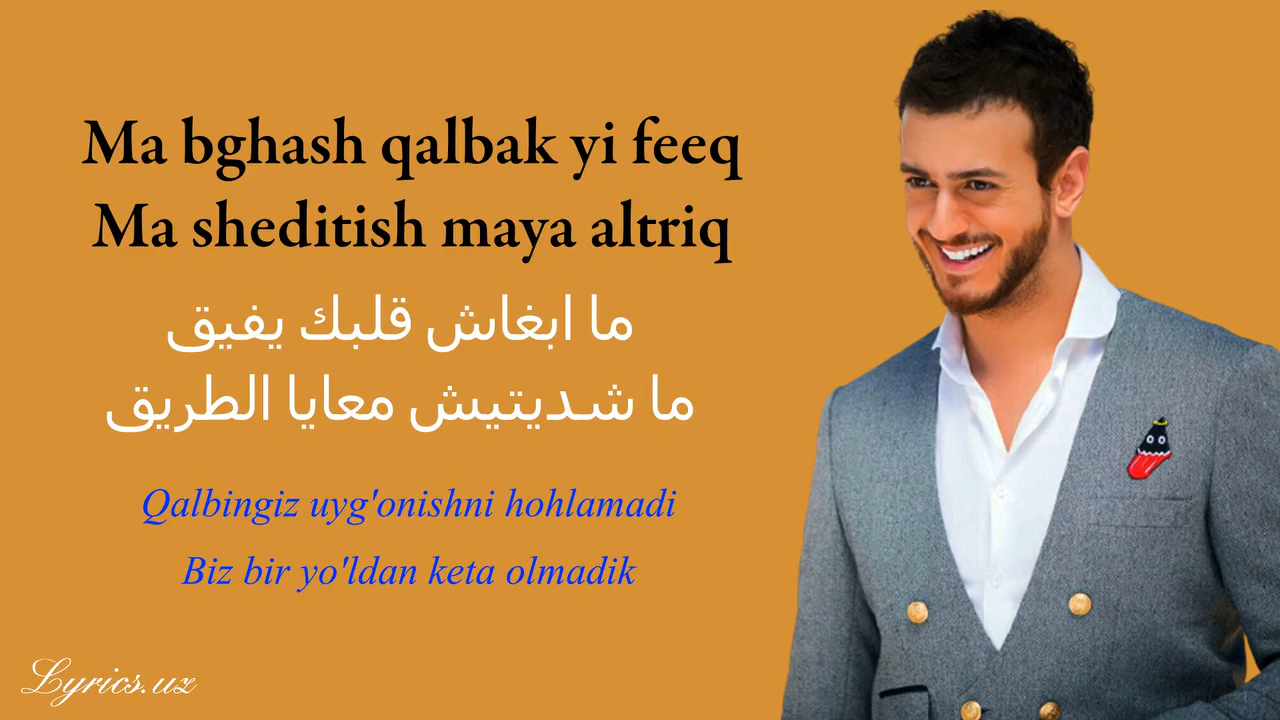 Ma bghash qalbak yi feeq
Ma sheditish maya altriq
ما ابغاش قلبك يفيق
ما شديتيش معايا الطريق
Qalbingiz uyg'onishni hohlamadi
Biz bir yo'ldan keta olmadik
Lyrics.uz